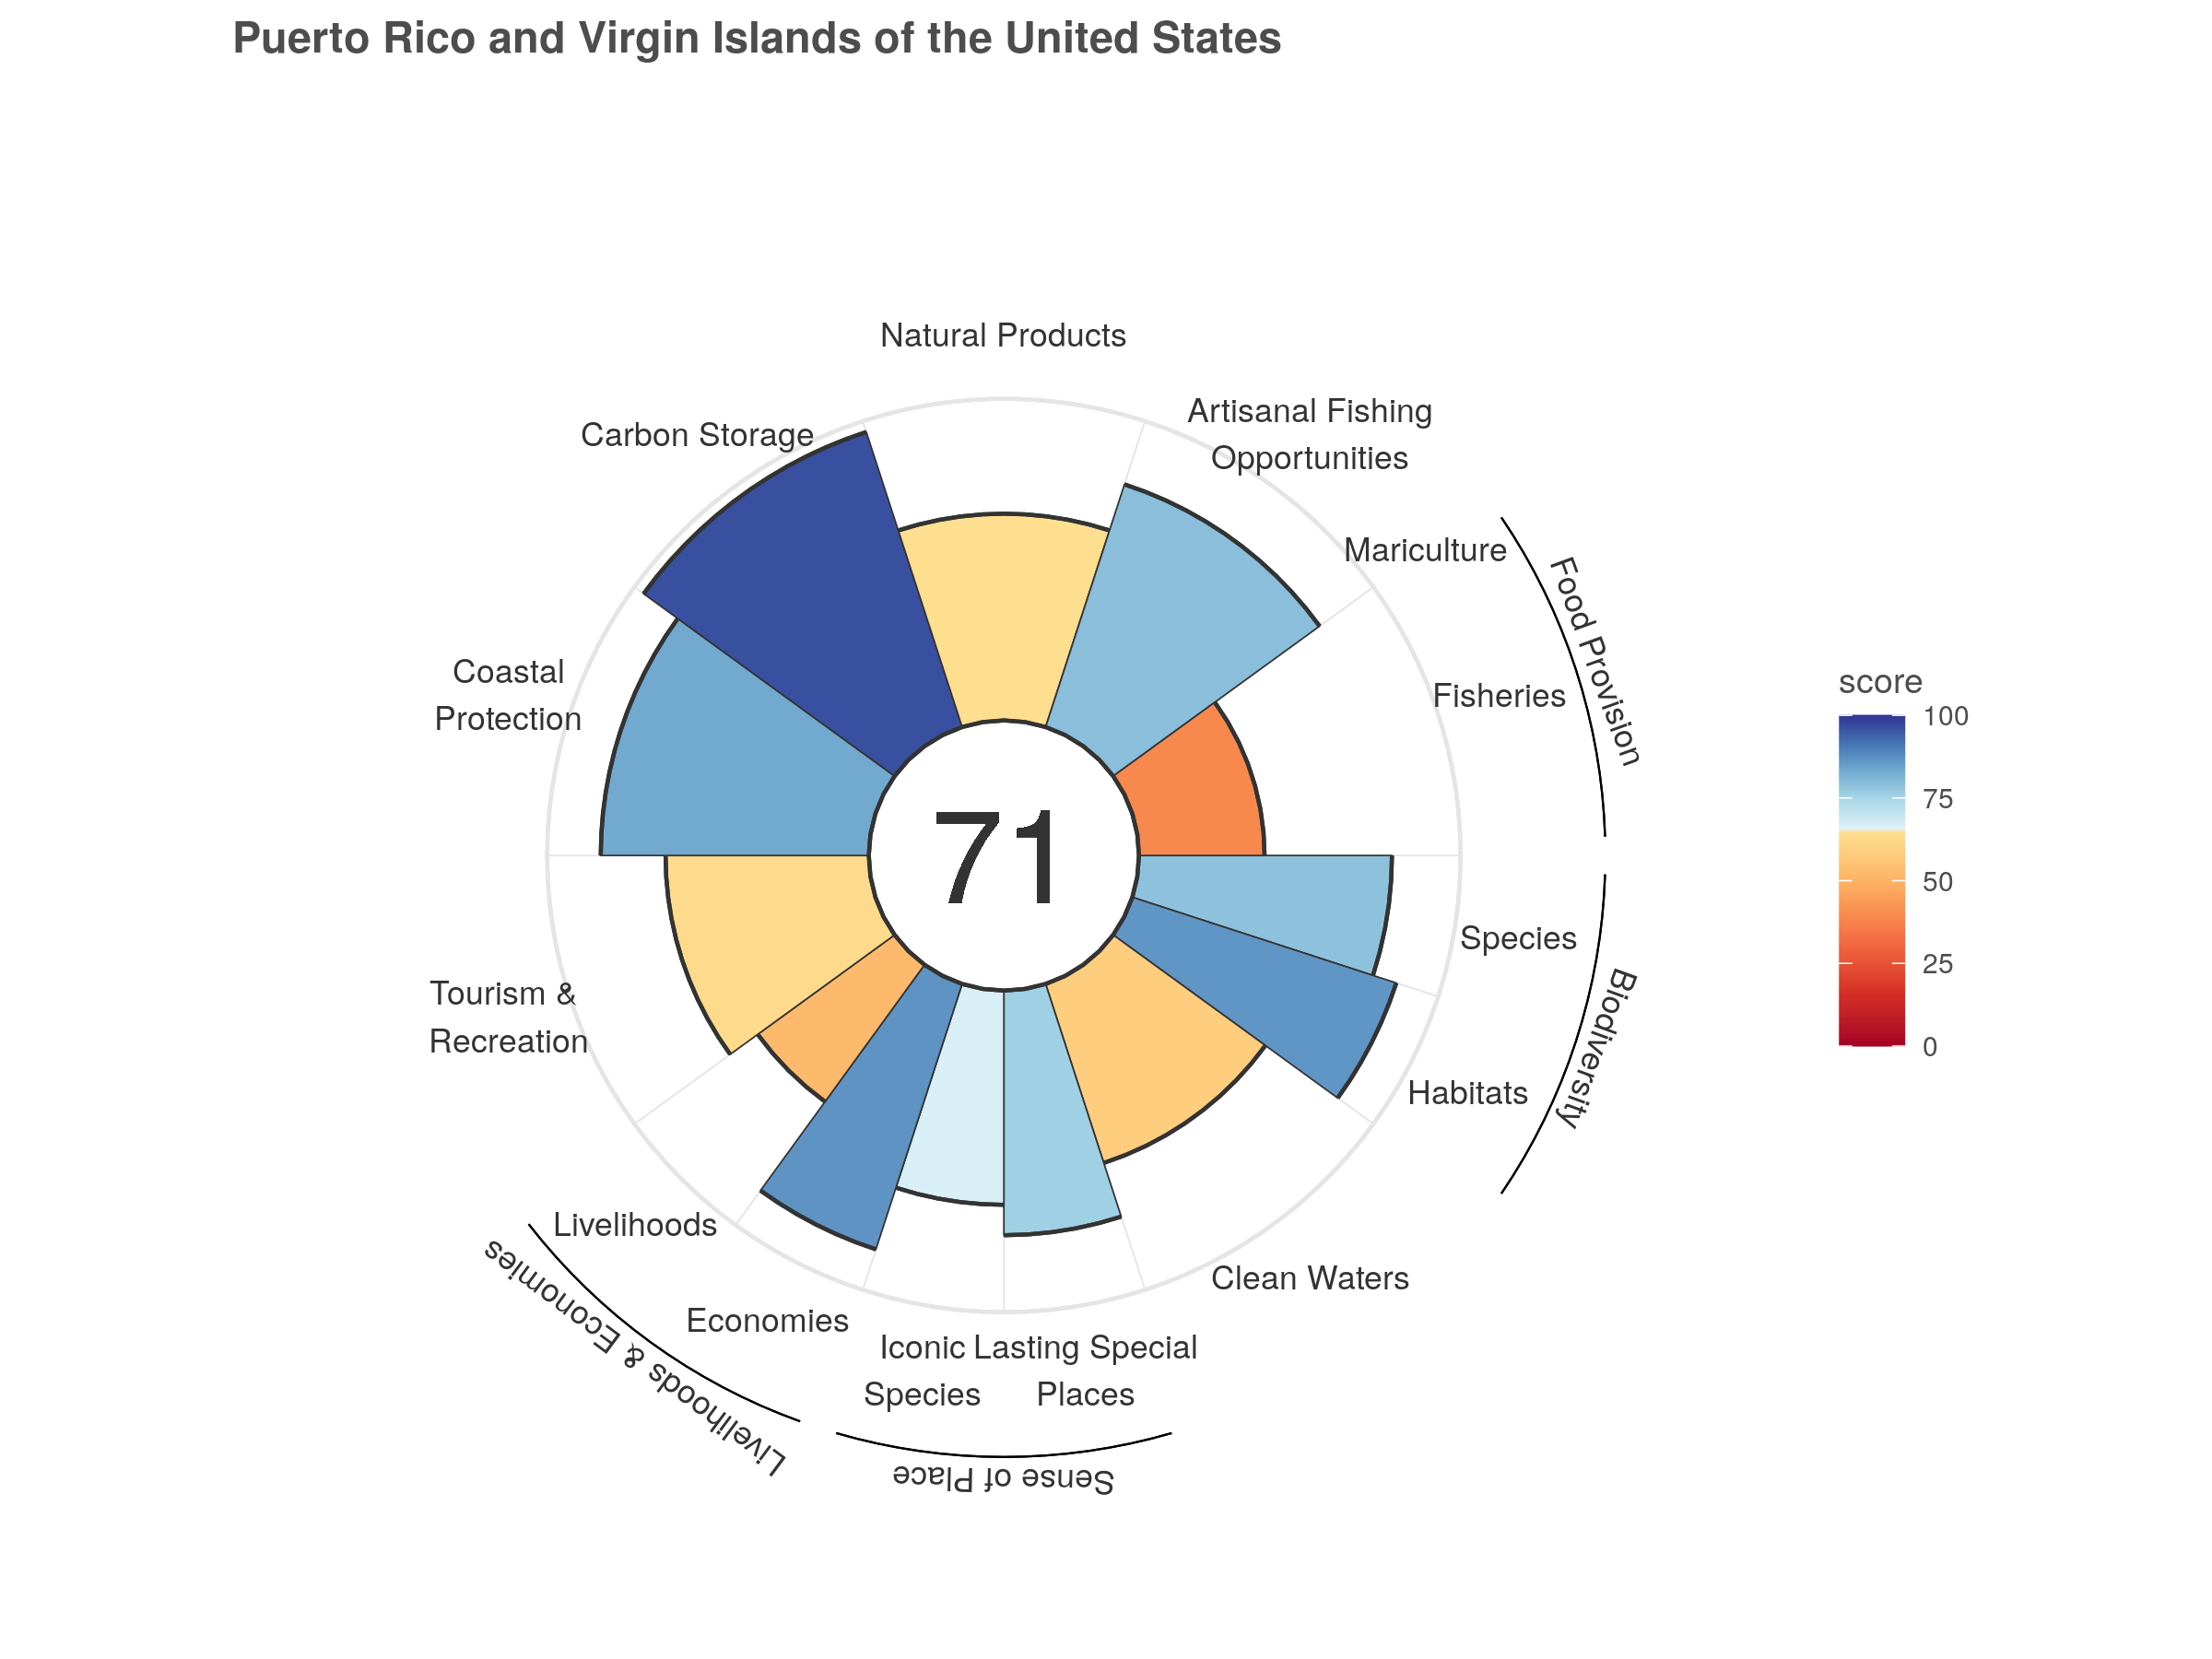 Puerto Rico and Virgin Islands of the United States
Natural Products
Artisanal Fishing
Opportunities
Carbon Storage
Mariculture
Food Provision
Coastal
Protection
Fisheries
score
100
75
50
25
0
71
Species
Biodiversity
Tourism &
Recreation
Habitats
Livelihoods
Livelihoods & Economies
Clean Waters
Economies
Iconic
Species
Lasting Special
Places
Sense of Place